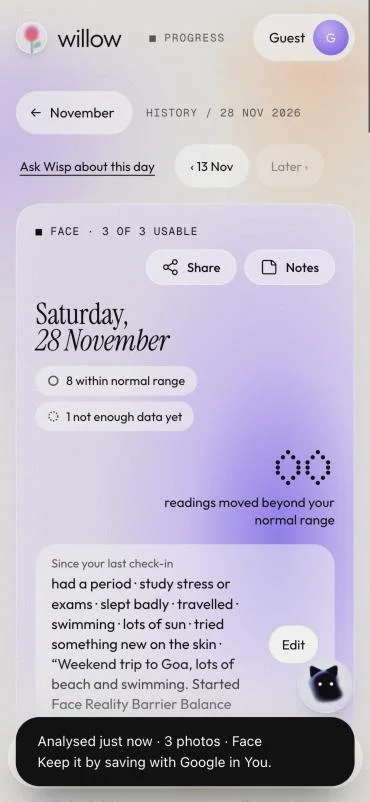 willow
PROGRESS
Guest
G
← November
HISTORY / 28 NOV 2026
Ask Wisp about this day
‹ 13 Nov
Later ›
FACE · 3 OF 3 USABLE
Share
Notes
Saturday,
28 November
8 within normal range
1 not enough data yet
00
readings moved beyond your
normal range
Since your last check-in
had a period · study stress or
exams · slept badly · travelled ·
swimming · lots of sun · tried
something new on the skin ·
“Weekend trip to Goa, lots of
beach and swimming. Started
Face Reality Barrier Balance
Edit
Analysed just now · 3 photos · Face
Keep it by saving with Google in You.